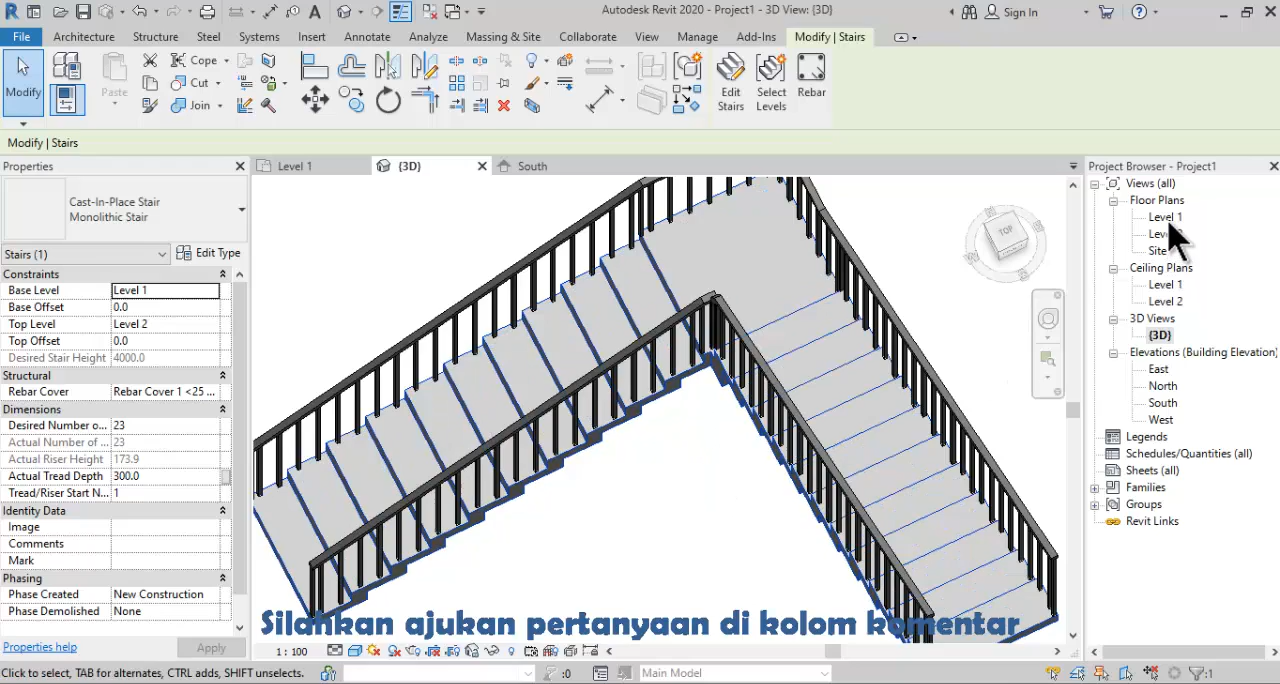 Autodesk Revit 2020 - Project1 - 3D View: {3D}
Sign In
File Architecture Structure Steel Systems Insert Annotate Analyze Massing & Site Collaborate View Manage Add-Ins Modify | Stairs
Modify
Paste
Cope
Cut
Join
Edit Stairs
Select Levels
Rebar
Modify | Stairs
Properties
Cast-In-Place Stair
Monolithic Stair
Stairs (1) Edit Type
Constraints
Base Level Level 1
Base Offset 0.0
Top Level Level 2
Top Offset 0.0
Desired Stair Height 4000.0
Structural
Rebar Cover Rebar Cover 1 <25 ...
Dimensions
Desired Number o... 23
Actual Number of ... 23
Actual Riser Height 173.9
Actual Tread Depth 300.0
Tread/Riser Start N... 1
Identity Data
Image
Comments
Mark
Phasing
Phase Created New Construction
Phase Demolished None
Properties help Apply
Level 1 {3D} South
TOP
Silahkan ajukan pertanyaan di kolom komentar
1 : 100
Project Browser - Project1
Views (all)
Floor Plans
Level 1
Site
Ceiling Plans
Level 1
Level 2
3D Views
{3D}
Elevations (Building Elevation)
East
North
South
West
Legends
Schedules/Quantities (all)
Sheets (all)
Families
Groups
Revit Links
Click to select, TAB for alternates, CTRL adds, SHIFT unselects. :0 Main Model :1